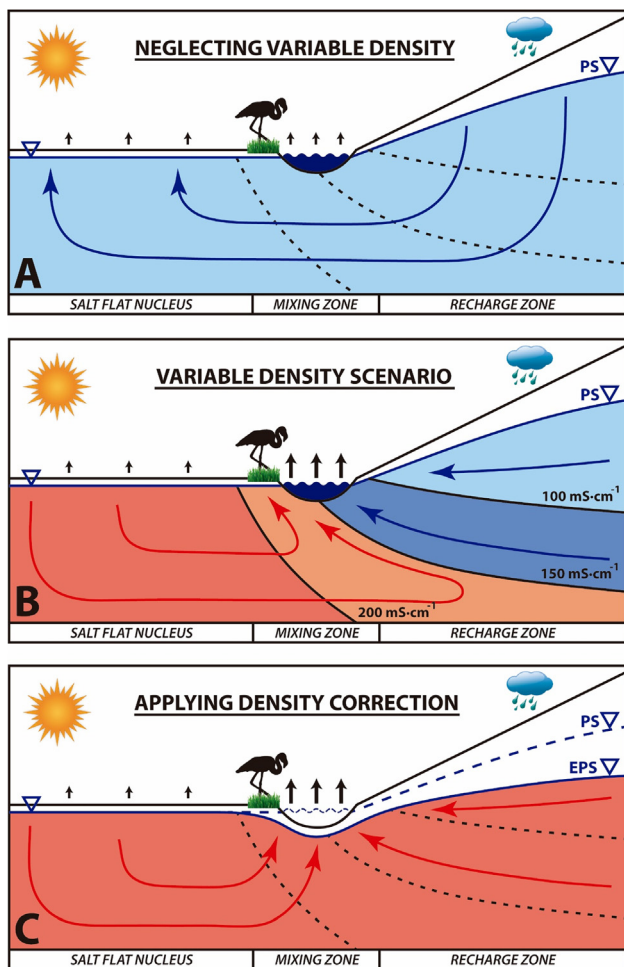 NEGLECTING VARIABLE DENSITY
PS
A
SALT FLAT NUCLEUS MIXING ZONE RECHARGE ZONE
VARIABLE DENSITY SCENARIO
PS
100 mS·cm⁻¹
150 mS·cm⁻¹
200 mS·cm⁻¹
B
SALT FLAT NUCLEUS MIXING ZONE RECHARGE ZONE
APPLYING DENSITY CORRECTION
PS
EPS
C
SALT FLAT NUCLEUS MIXING ZONE RECHARGE ZONE